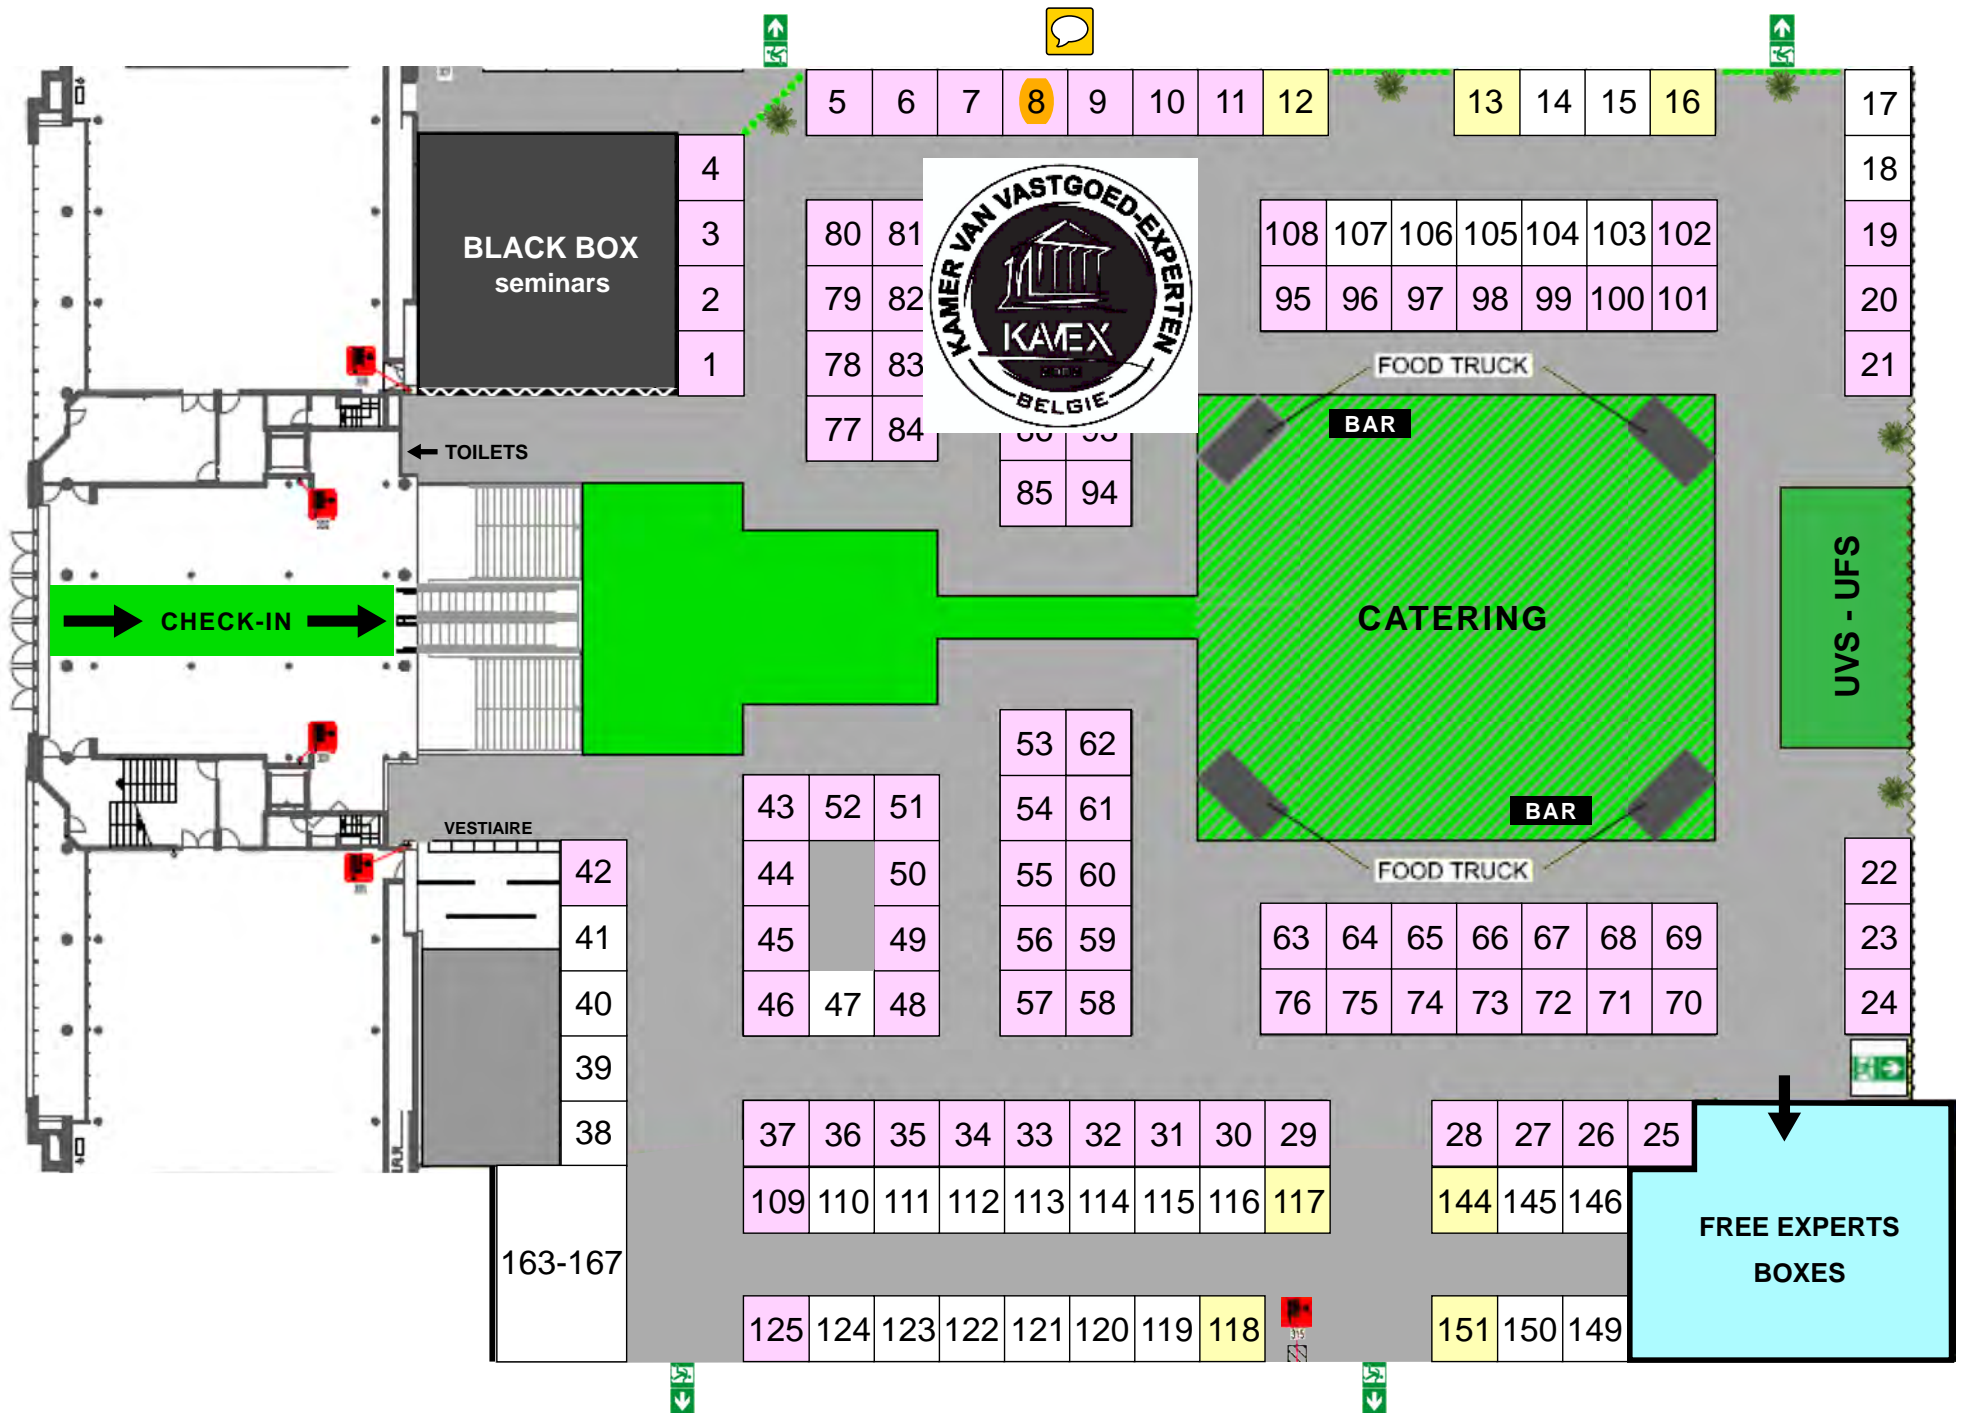 5 6 7 8 9 10 11 12 13 14 15 16 17
4 18
BLACK BOX
seminars
3 80 81 108 107 106 105 104 103 102 19
2 79 82 95 96 97 98 99 100 101 20
1 78 83 21
KAMER VAN VASTGOED-EXPERTEN
KAVEX
BELGIE
FOOD TRUCK
77 84 BAR
TOILETS
85 94
CHECK-IN
CATERING
UVS - UFS
53 62
43 52 51 54 61
BAR
VESTIAIRE
FOOD TRUCK
42 44 50 55 60 22
41 45 49 56 59 63 64 65 66 67 68 69 23
40 46 47 48 57 58 76 75 74 73 72 71 70 24
39
38 37 36 35 34 33 32 31 30 29 28 27 26 25
109 110 111 112 113 114 115 116 117 144 145 146
FREE EXPERTS
BOXES
163-167
125 124 123 122 121 120 119 118 151 150 149